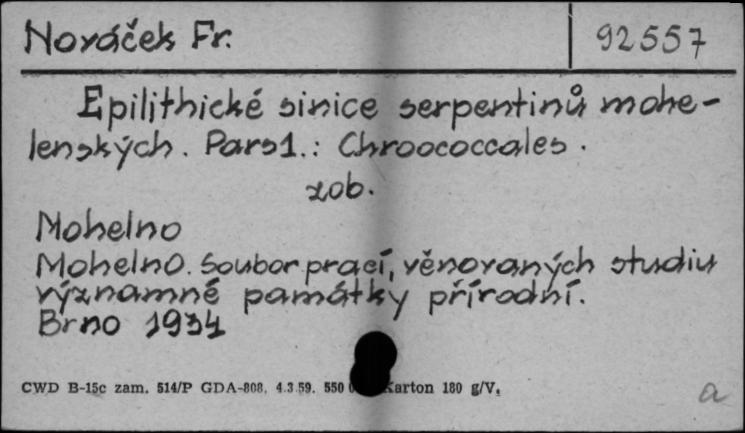 Nováček Fr.
92557
Epilithické sinice serpentinů mohe-
lenských. Pars1.: Chroococcales.
zob.
Mohelno
Mohelno. Soubor prací, věnovaných studiu
významné památky přírodní.
Brno 1934
CWD B-15c zam. 514/P GDA-808. 4.3.59. 550 Karton 180 g/V.
a